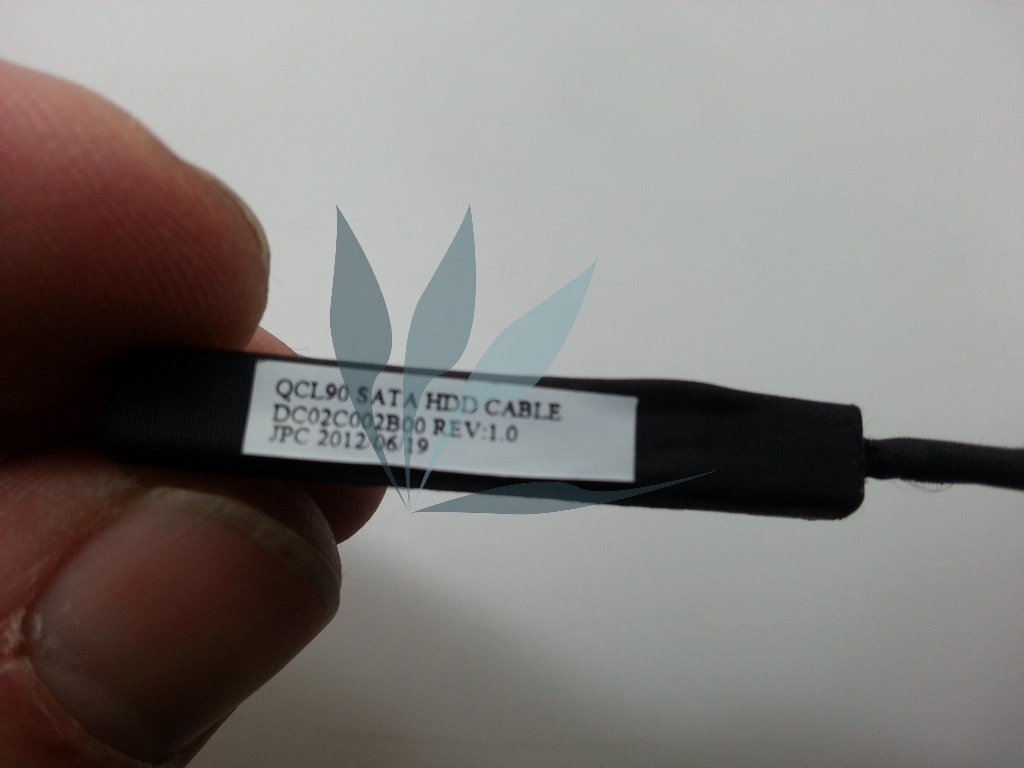 QCL90 SATA HDD CABLE
DC02C002B00 REV:1.0
JPC 2012/06/19